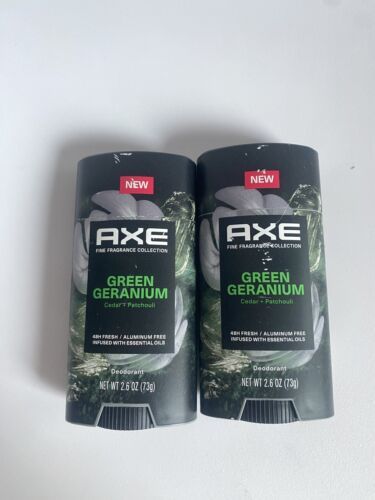 NEW
AXE
FINE FRAGRANCE COLLECTION
GREEN
GERANIUM
Cedar + Patchouli
48H FRESH / ALUMINUM FREE
INFUSED WITH ESSENTIAL OILS
Deodorant
NET WT 2.6 OZ (73g)
NEW
AXE
FINE FRAGRANCE COLLECTION
GREEN
GERANIUM
Cedar + Patchouli
48H FRESH / ALUMINUM FREE
INFUSED WITH ESSENTIAL OILS
Deodorant
NET WT 2.6 OZ (73g)